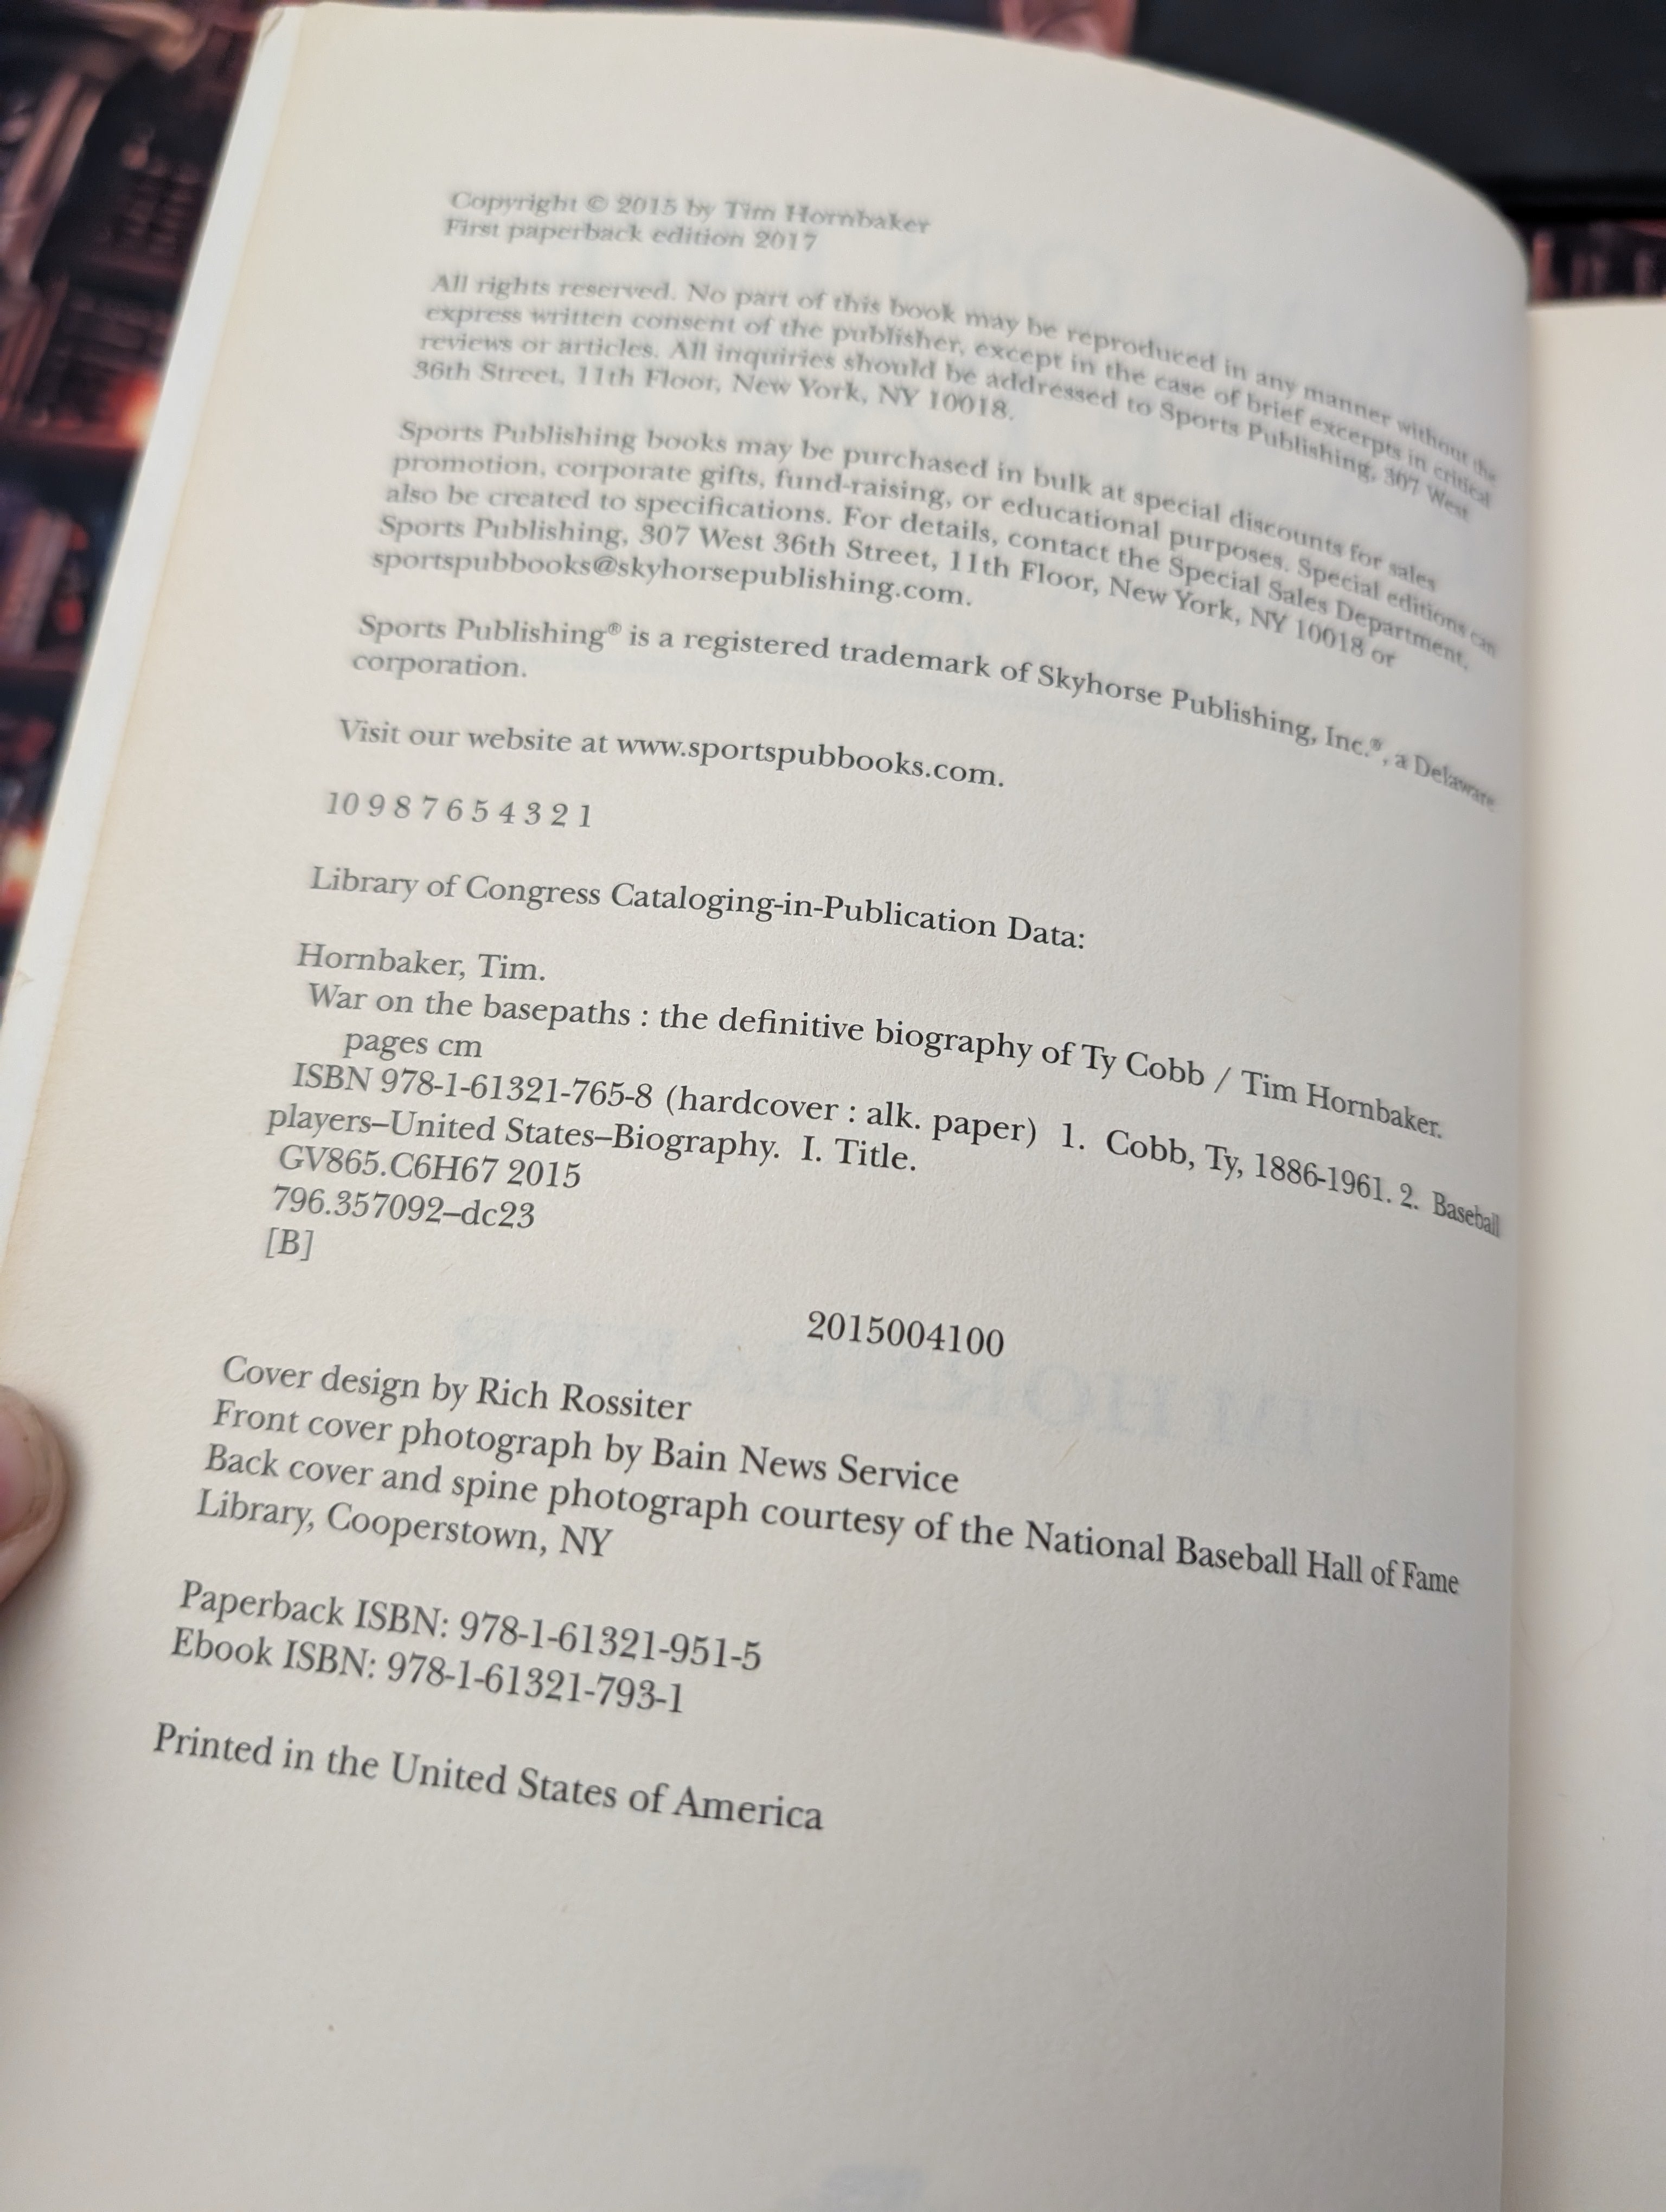 Copyright © 2015 by Tim Hornbaker
First paperback edition 2017
All rights reserved. No part of this book may be reproduced in any manner without the
express written consent of the publisher, except in the case of brief excerpts in critical
reviews or articles. All inquiries should be addressed to Sports Publishing, 307 West
36th Street, 11th Floor, New York, NY 10018.
Sports Publishing books may be purchased in bulk at special discounts for sales
promotion, corporate gifts, fund-raising, or educational purposes. Special editions can
also be created to specifications. For details, contact the Special Sales Department,
Sports Publishing, 307 West 36th Street, 11th Floor, New York, NY 10018 or
sportspubbooks@skyhorsepublishing.com.
Sports Publishing® is a registered trademark of Skyhorse Publishing, Inc.®, a Delaware
corporation.
Visit our website at www.sportspubbooks.com.
10 9 8 7 6 5 4 3 2 1
Library of Congress Cataloging-in-Publication Data:
Hornbaker, Tim.
War on the basepaths : the definitive biography of Ty Cobb / Tim Hornbaker.
pages cm
ISBN 978-1-61321-765-8 (hardcover : alk. paper) 1. Cobb, Ty, 1886-1961. 2. Baseball
players–United States–Biography. I. Title.
GV865.C6H67 2015
796.357092–dc23
[B]
2015004100
Cover design by Rich Rossiter
Front cover photograph by Bain News Service
Back cover and spine photograph courtesy of the National Baseball Hall of Fame
Library, Cooperstown, NY
Paperback ISBN: 978-1-61321-951-5
Ebook ISBN: 978-1-61321-793-1
Printed in the United States of America